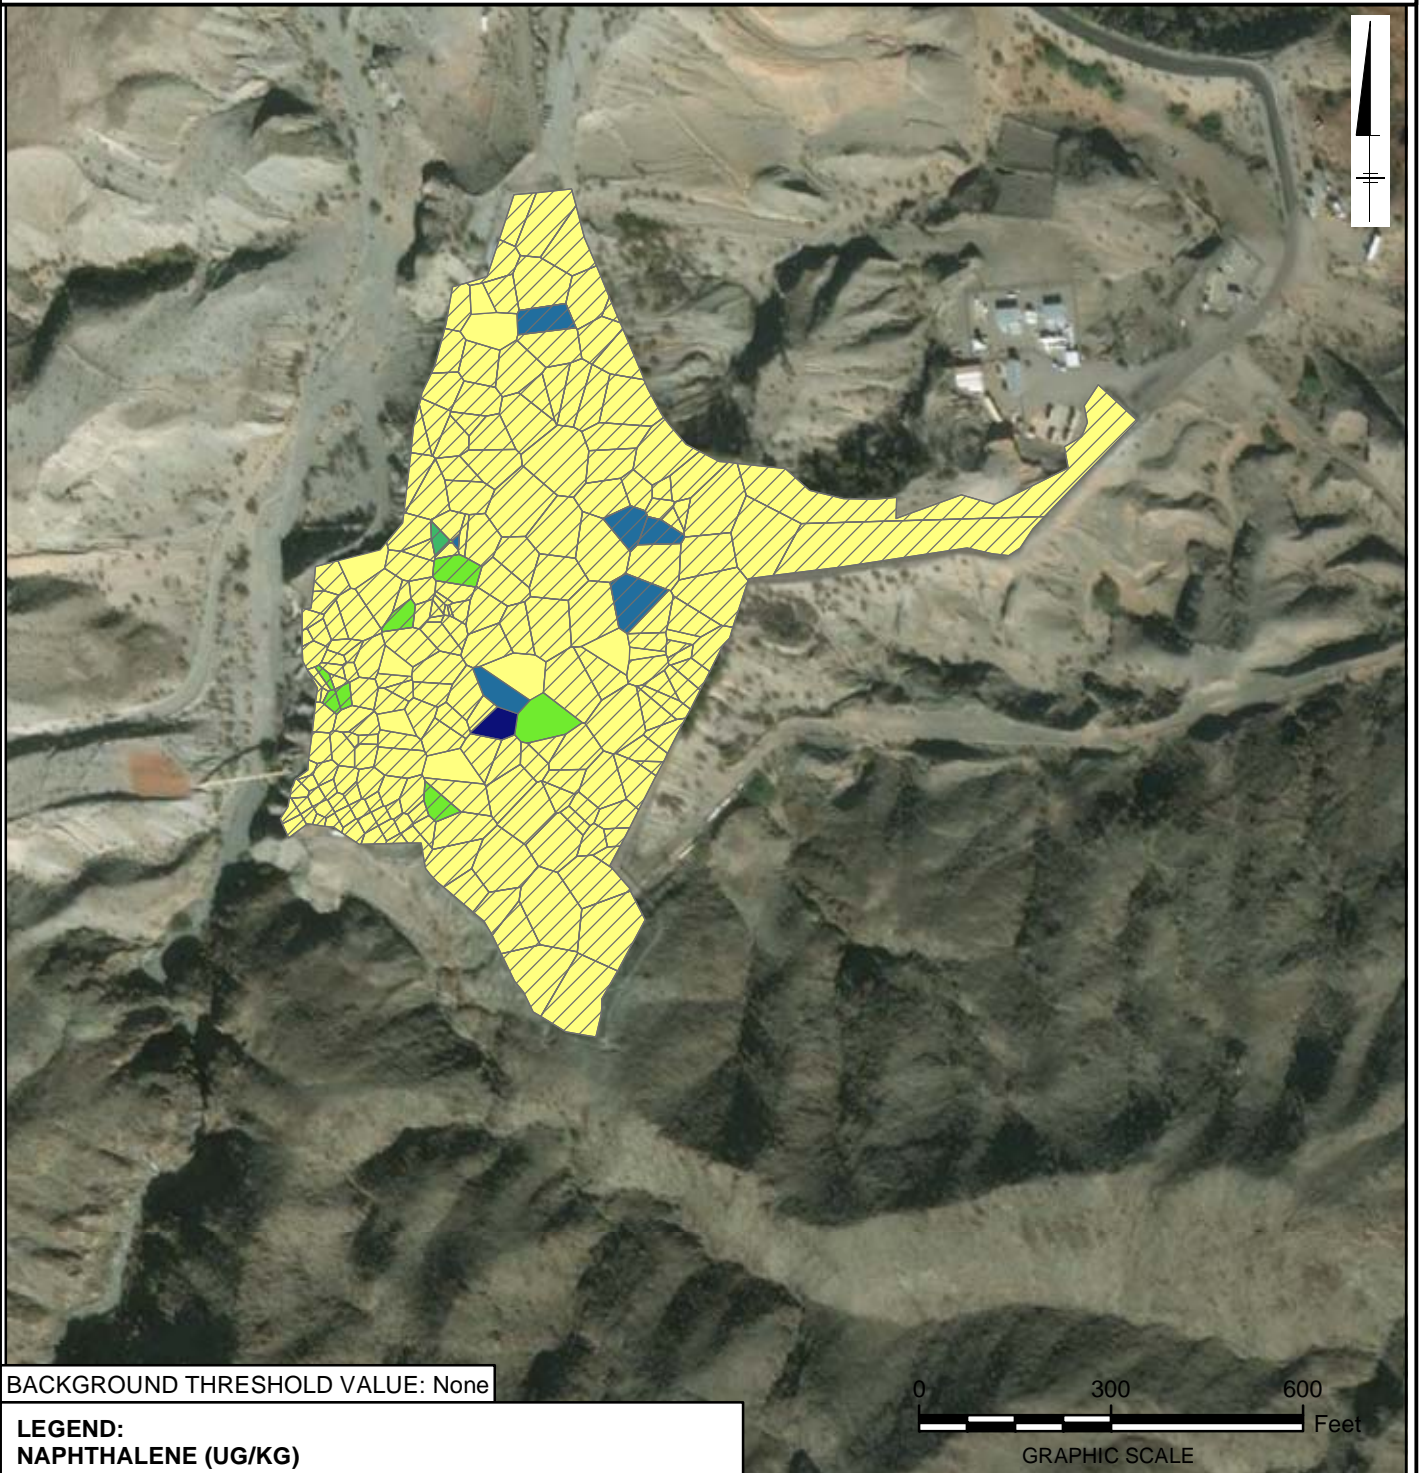 BACKGROUND THRESHOLD VALUE: None
LEGEND:
NAPHTHALENE (UG/KG)
0 300 600
Feet
GRAPHIC SCALE